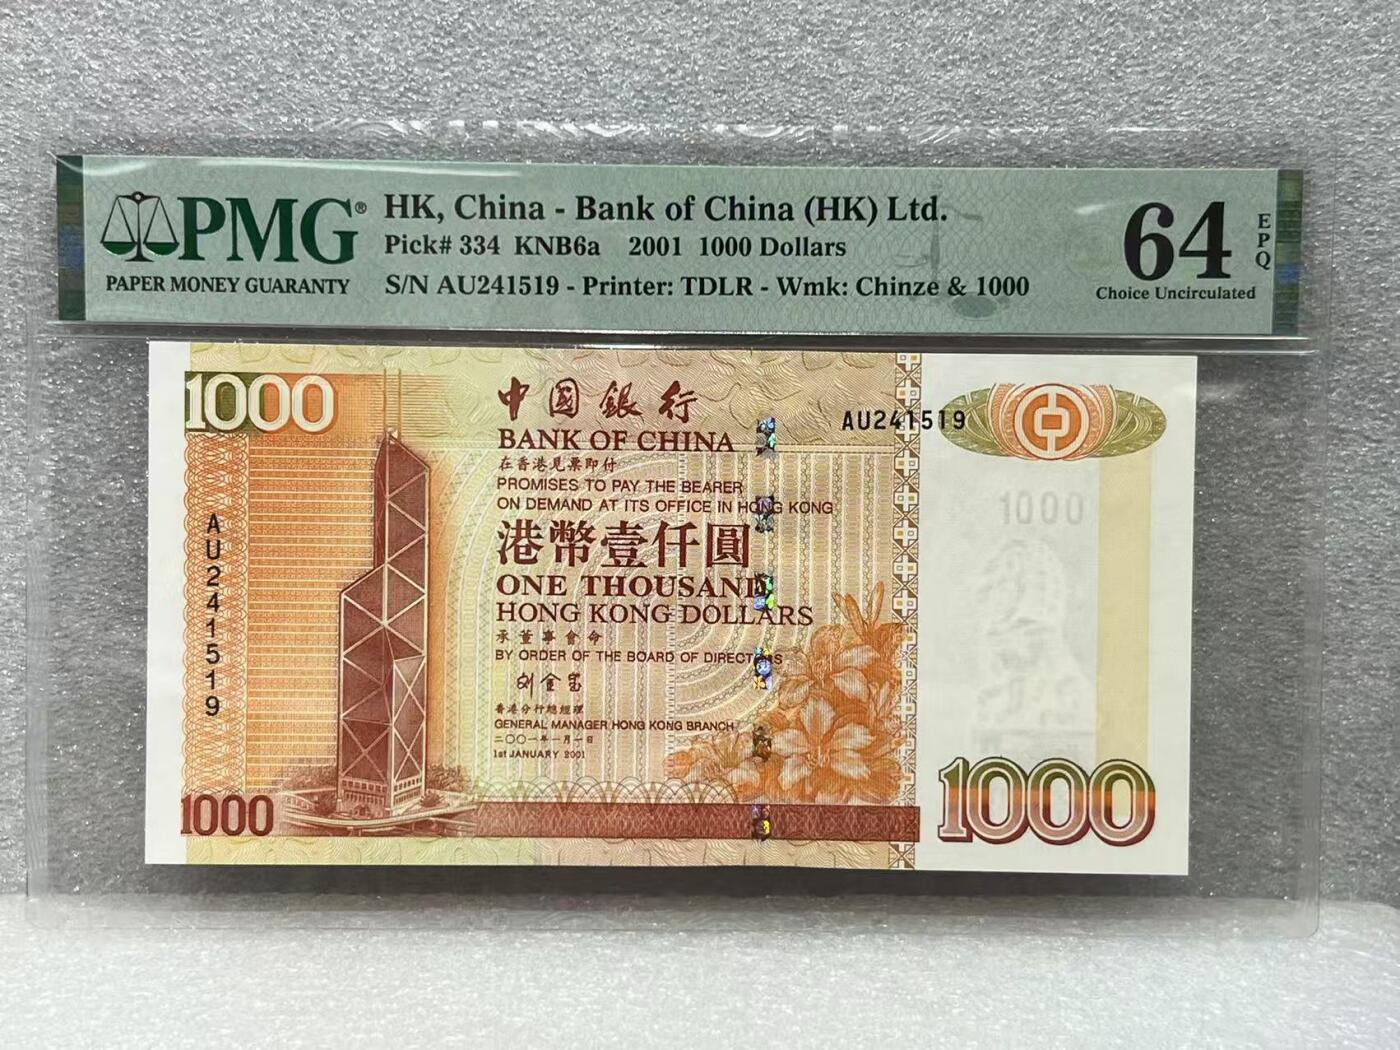 PMG®
PAPER MONEY GUARANTY
HK, China - Bank of China (HK) Ltd.
Pick# 334 KNB6a 2001 1000 Dollars
S/N AU241519 - Printer: TDLR - Wmk: Chinze & 1000
64
EPQ
Choice Uncirculated
1000
中國銀行
BANK OF CHINA
AU241519
在香港見票即付
PROMISES TO PAY THE BEARER
ON DEMAND AT ITS OFFICE IN HONG KONG
1000
AU241519
港幣壹仟圓
ONE THOUSAND
HONG KONG DOLLARS
承董事會命
BY ORDER OF THE BOARD OF DIRECTORS
香港分行總經理
GENERAL MANAGER HONG KONG BRANCH
二〇〇一年一月一日
1st JANUARY 2001
1000
1000